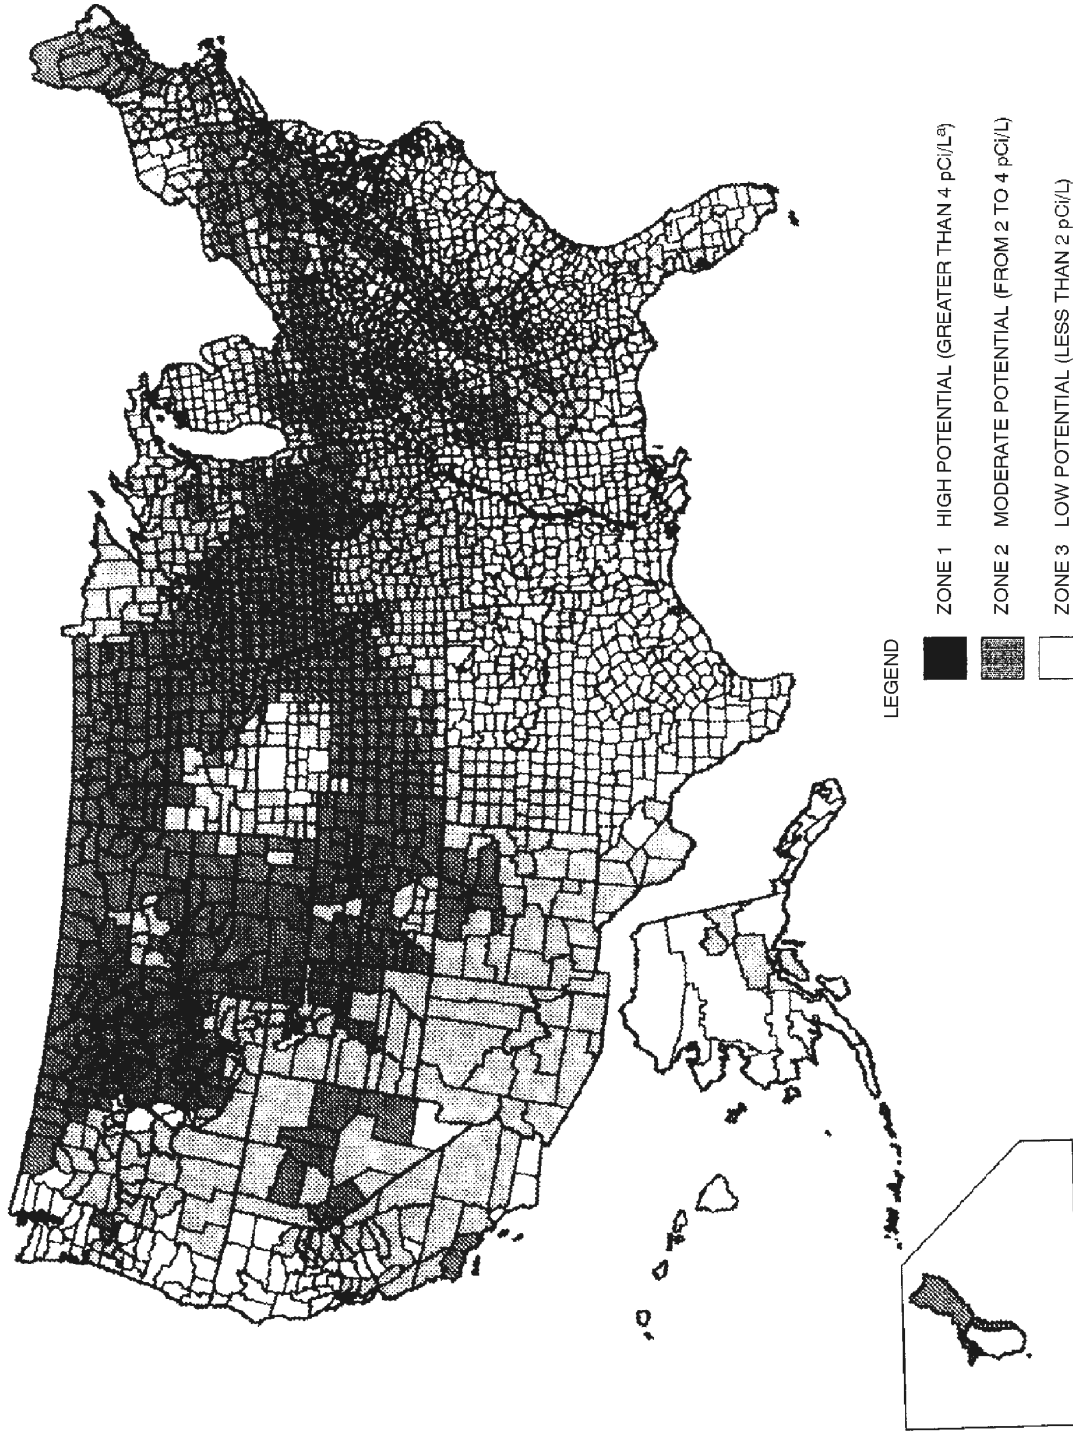 LEGEND
ZONE 1 HIGH POTENTIAL (GREATER THAN 4 pCi/Lª)
ZONE 2 MODERATE POTENTIAL (FROM 2 TO 4 pCi/L)
ZONE 3 LOW POTENTIAL (LESS THAN 2 pCi/L)